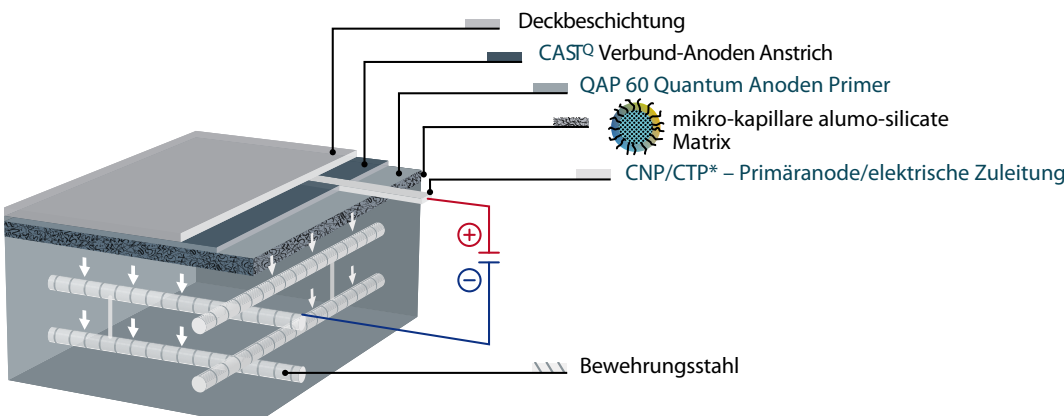 Deckbeschichtung
CASTQ Verbund-Anoden Anstrich
QAP 60 Quantum Anoden Primer
mikro-kapillare alumo-silicate
Matrix
CNP/CTP* – Primäranode/elektrische Zuleitung
+
−
Bewehrungsstahl